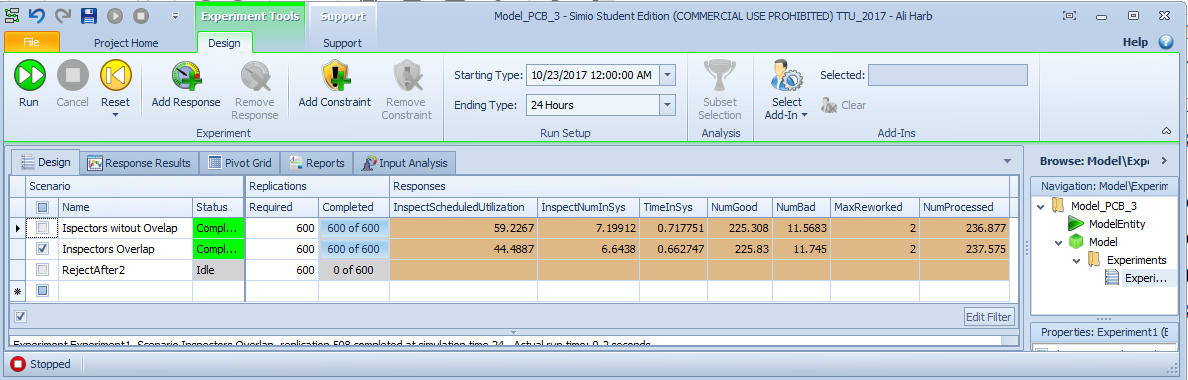 Experiment Tools Support Model_PCB_3 - Simio Student Edition (COMMERCIAL USE PROHIBITED) TTU_2017 - Ali Harb
File Project Home Design Support Help
Run Cancel Reset Add Response Remove Response Add Constraint Remove Constraint
Experiment
Starting Type: 10/23/2017 12:00:00 AM
Ending Type: 24 Hours
Run Setup
Subset Selection
Analysis
Select Add-In Selected:
Clear
Add-Ins
Design Response Results Pivot Grid Reports Input Analysis
Scenario Replications Responses
Name Status Required Completed InspectScheduledUtilization InspectNumInSys TimeInSys NumGood NumBad MaxReworked NumProcessed
Ispectors witout Ovelap Compl... 600 600 of 600 59.2267 7.19912 0.717751 225.308 11.5683 2 236.877
Inspectors Overlap Compl... 600 600 of 600 44.4887 6.6438 0.662747 225.83 11.745 2 237.575
RejectAfter2 Idle 600 0 of 600
Edit Filter
Experiment Experiment1, Scenario Inspectors Overlap, replication 598 completed at simulation time 24. Actual run time: 0.2 seconds.
Browse: Model\Expe
Navigation: Model\Experim
Model_PCB_3
ModelEntity
Model
Experiments
Experi...
Properties: Experiment1 (E
Stopped